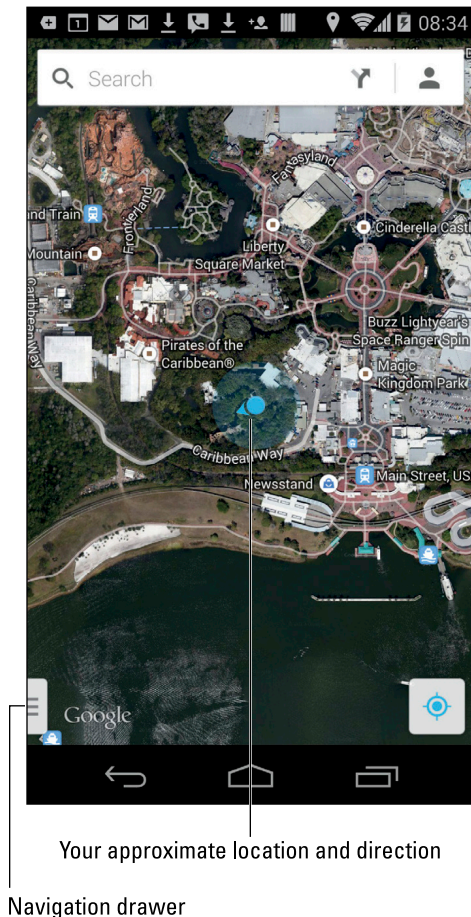 1
08:34
Search
Fantasyland
Frontierland
nd Train
Cinderella Castl
Mountain
Liberty
Square Market
Caribbean Way
Buzz Lightyear's
Space Ranger Spin
Pirates of the
Caribbean®
Magic
Kingdom Park
Caribbean Way
Newsstand
Main Street, US
Google
Your approximate location and direction
Navigation drawer